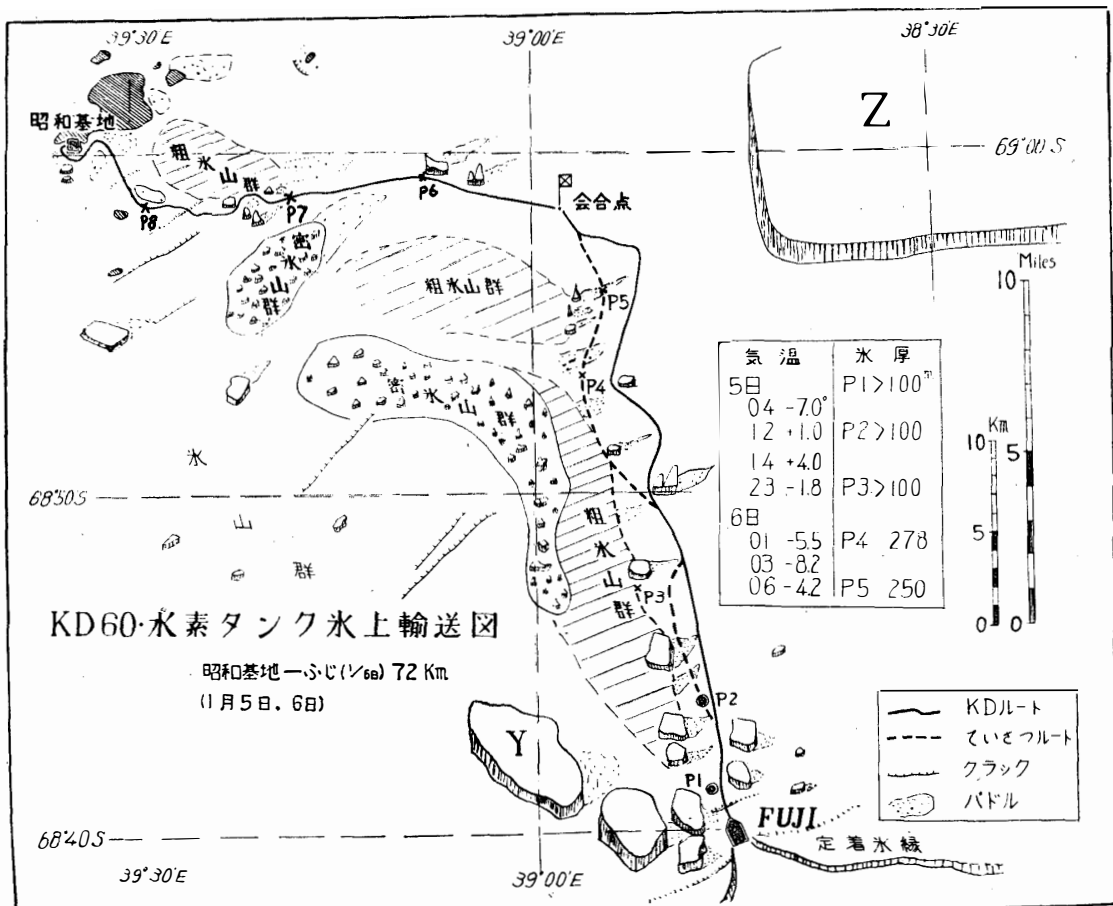 39°30'E
39°00'E
38°30'E
Z
昭和基地
粗氷山群
69°00'S
P6
会合点
P8
P7
密氷山群
粗氷山群
P5
Miles
10
5
0
Km
10
5
0
気温 氷厚
5日 P1>100m
04 -7.0°
12 +1.0 P2>100
14 +4.0
23 -1.8 P3>100
6日
01 -5.5 P4 278
03 -8.2
06 -4.2 P5 250
P4
密氷山群
氷山群
68°50S
粗氷山群
P3
KD60・水素タンク氷上輸送図
昭和基地ーふじ(1/6日) 72 Km
(1月5日、6日)
P2
Y
KDルート
ていさつルート
クラック
パドル
P1
FUJI
68°40S
定着氷縁
39°30'E
39°00'E